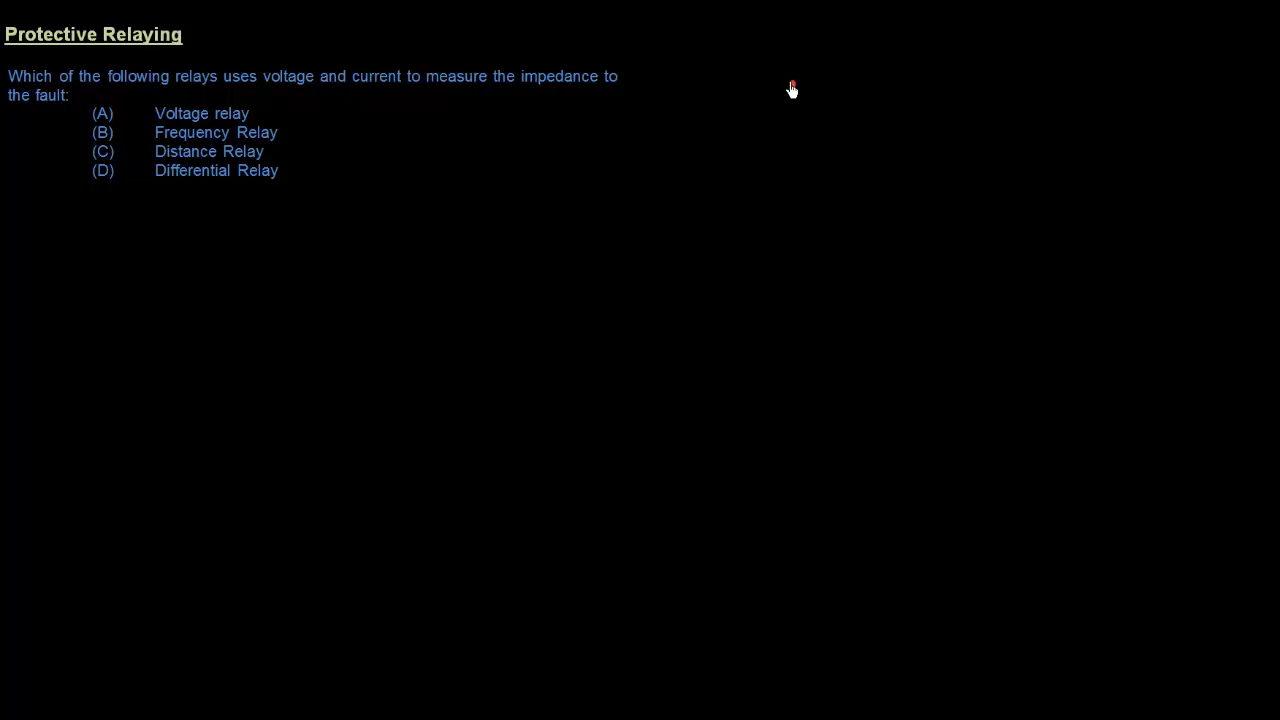 Protective Relaying
Which of the following relays uses voltage and current to measure the impedance to
the fault:
(A) Voltage relay
(B) Frequency Relay
(C) Distance Relay
(D) Differential Relay